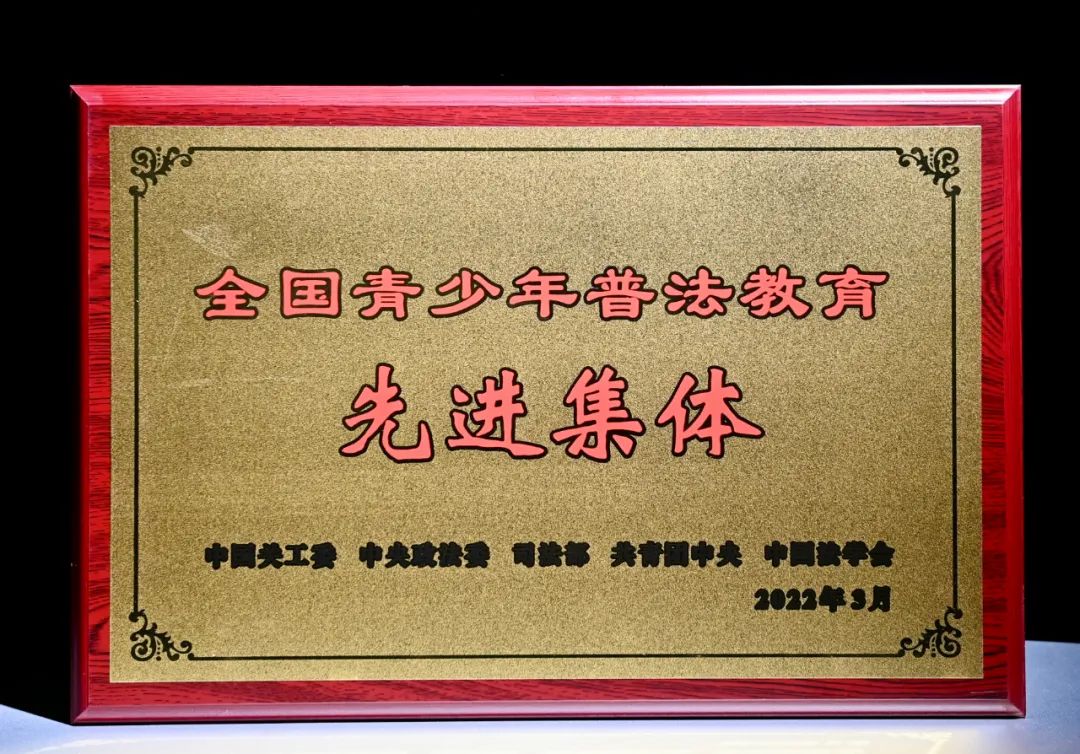 全国青少年普法教育
先进集体
中国关工委 中央政法委 司法部 共青团中央 中国法学会
2022年3月